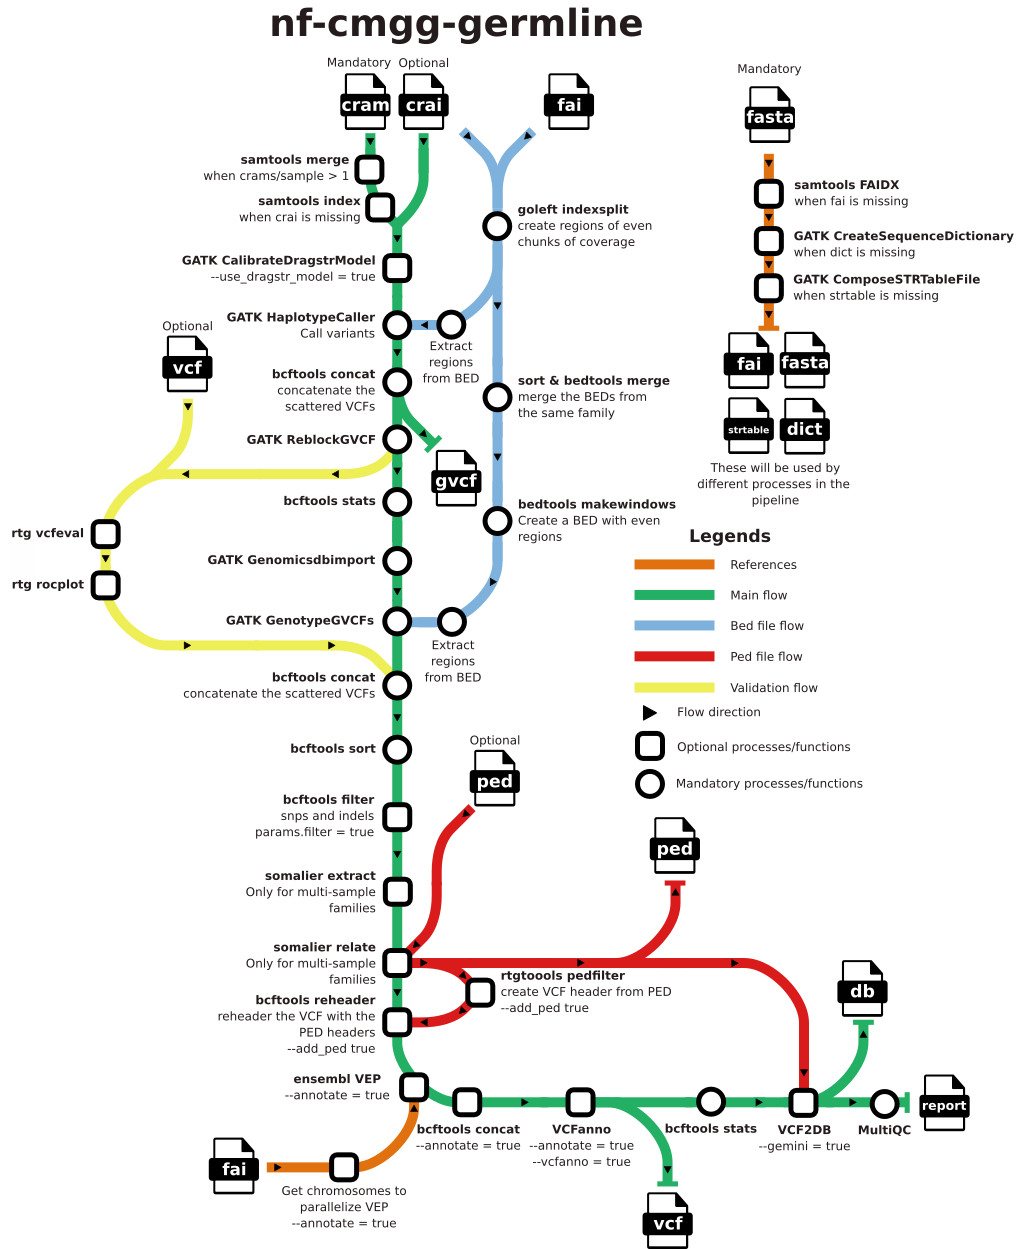 nf-cmgg-germline
Mandatory
Optional
cram
crai
fai
Mandatory
fasta
samtools merge
when crams/sample > 1
samtools index
when crai is missing
GATK CalibrateDragstrModel
--use_dragstr_model = true
GATK HaplotypeCaller
Call variants
bcftools concat
concatenate the
scattered VCFs
GATK ReblockGVCF
bcftools stats
GATK Genomicsdbimport
GATK GenotypeGVCFs
bcftools concat
concatenate the scattered VCFs
bcftools sort
bcftools filter
snps and indels
params.filter = true
somalier extract
Only for multi-sample
families
somalier relate
Only for multi-sample
families
bcftools reheader
reheader the VCF with the
PED headers
--add_ped true
ensembl VEP
--annotate = true
Optional
vcf
rtg vcfeval
rtg rocplot
gvcf
goleft indexsplit
create regions of even
chunks of coverage
Extract
regions
from BED
sort & bedtools merge
merge the BEDs from
the same family
bedtools makewindows
Create a BED with even
regions
Extract
regions
from BED
samtools FAIDX
when fai is missing
GATK CreateSequenceDictionary
when dict is missing
GATK ComposeSTRTableFile
when strtable is missing
fai
fasta
strtable
dict
These will be used by
different processes in the
pipeline
Legends
References
Main flow
Bed file flow
Ped file flow
Validation flow
Flow direction
Optional processes/functions
Mandatory processes/functions
Optional
ped
ped
rtgtoools pedfilter
create VCF header from PED
--add_ped true
db
report
bcftools concat
--annotate = true
VCFanno
--annotate = true
--vcfanno = true
bcftools stats
VCF2DB
--gemini = true
MultiQC
fai
Get chromosomes to
parallelize VEP
--annotate = true
vcf